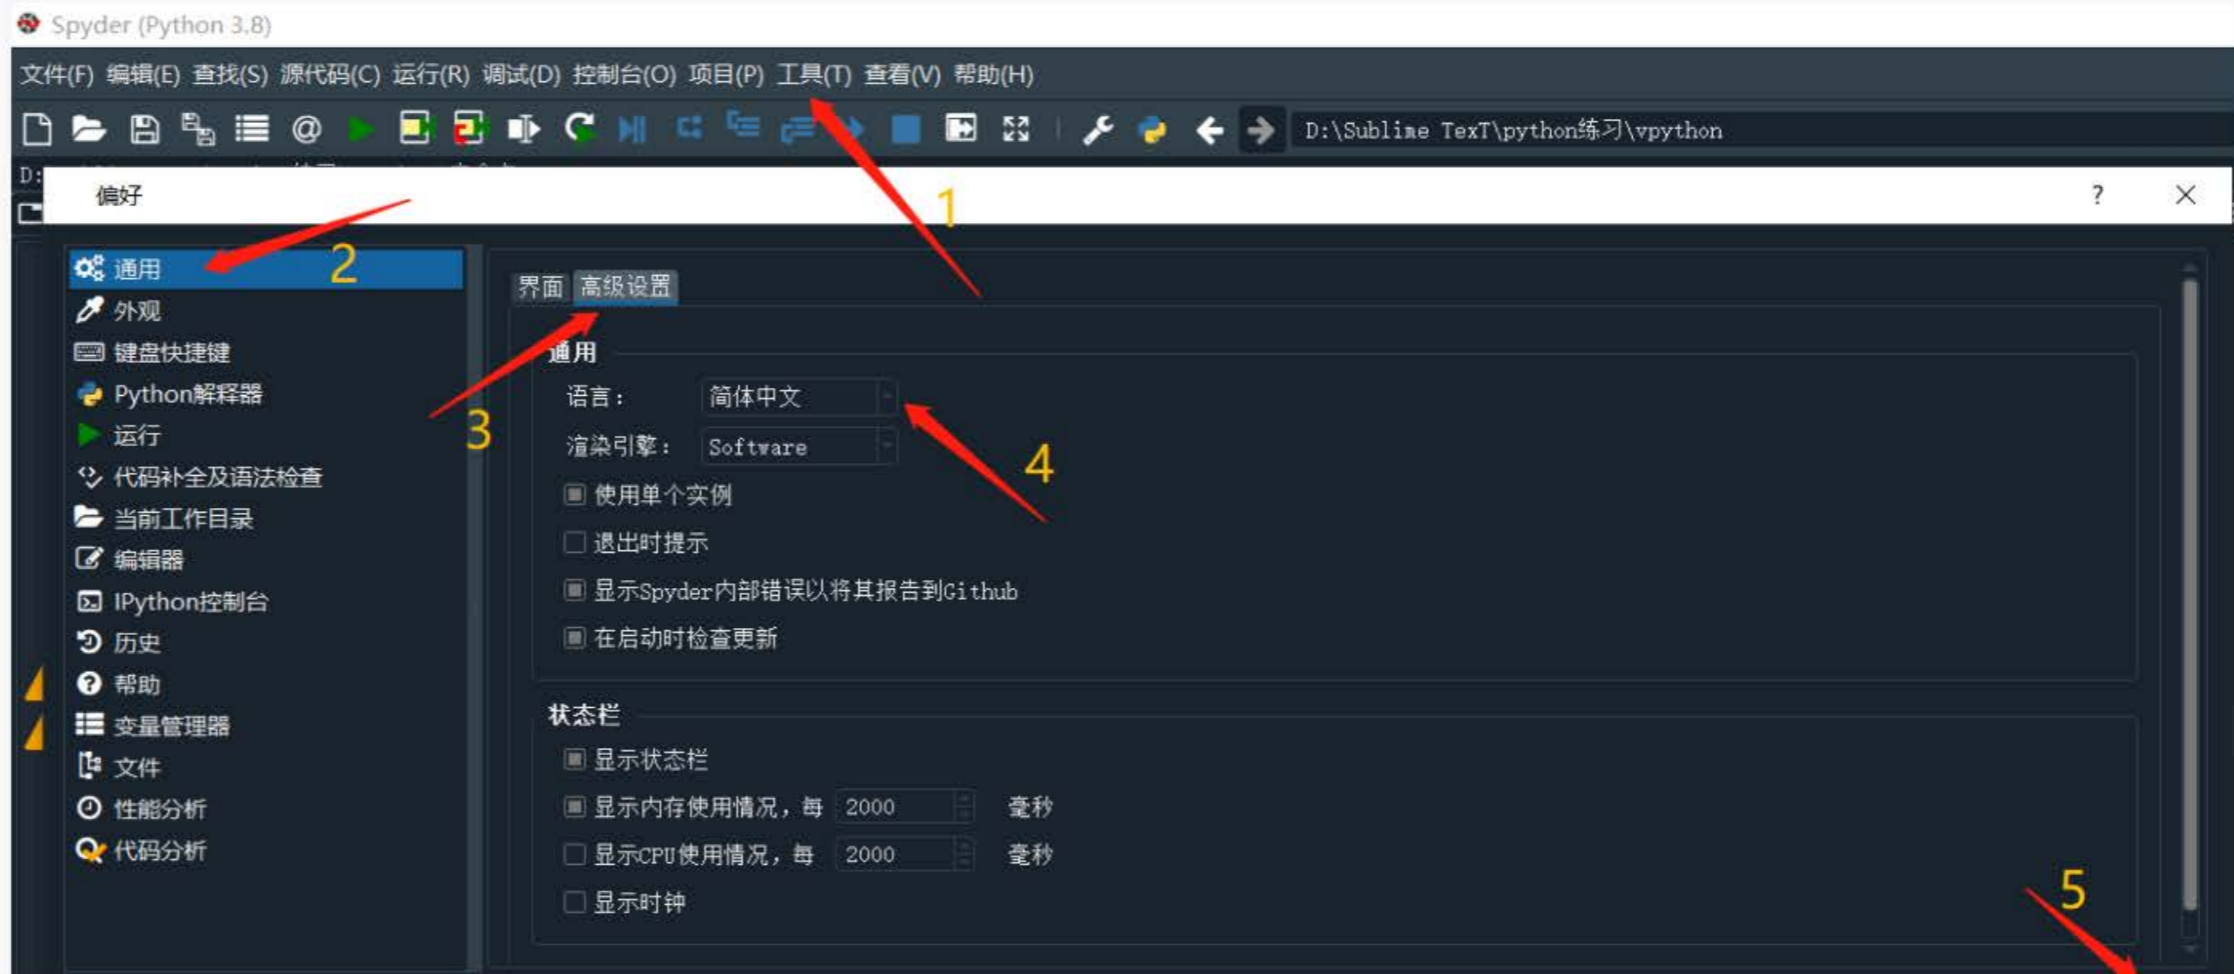 Spyder (Python 3.8)
文件(F) 编辑(E) 查找(S) 源代码(C) 运行(R) 调试(D) 控制台(O) 项目(P) 工具(T) 查看(V) 帮助(H)
D:\Sublime TexT\python练习\vpython
D:
偏好
1
2
通用
外观
键盘快捷键
Python解释器
运行
代码补全及语法检查
当前工作目录
编辑器
IPython控制台
历史
帮助
变量管理器
文件
性能分析
代码分析
界面 高级设置
3
通用
语言： 简体中文
4
渲染引擎： Software
使用单个实例
退出时提示
显示Spyder内部错误以将其报告到Github
在启动时检查更新
状态栏
显示状态栏
显示内存使用情况，每 2000 毫秒
显示CPU使用情况，每 2000 毫秒
显示时钟
5